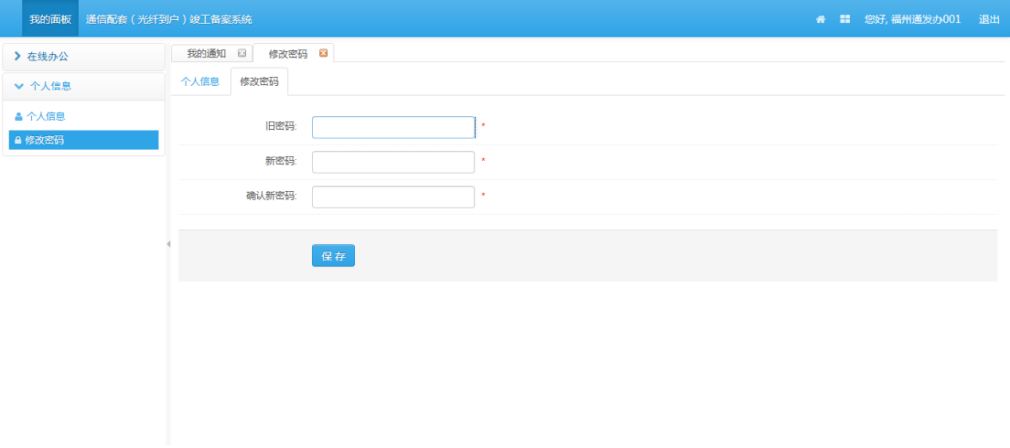 我的面板 通信配套（光纤到户）竣工备案系统 您好, 福州通发办001 退出
在线办公
个人信息
个人信息
修改密码
我的通知 修改密码
个人信息 修改密码
旧密码: *
新密码: *
确认新密码: *
保 存